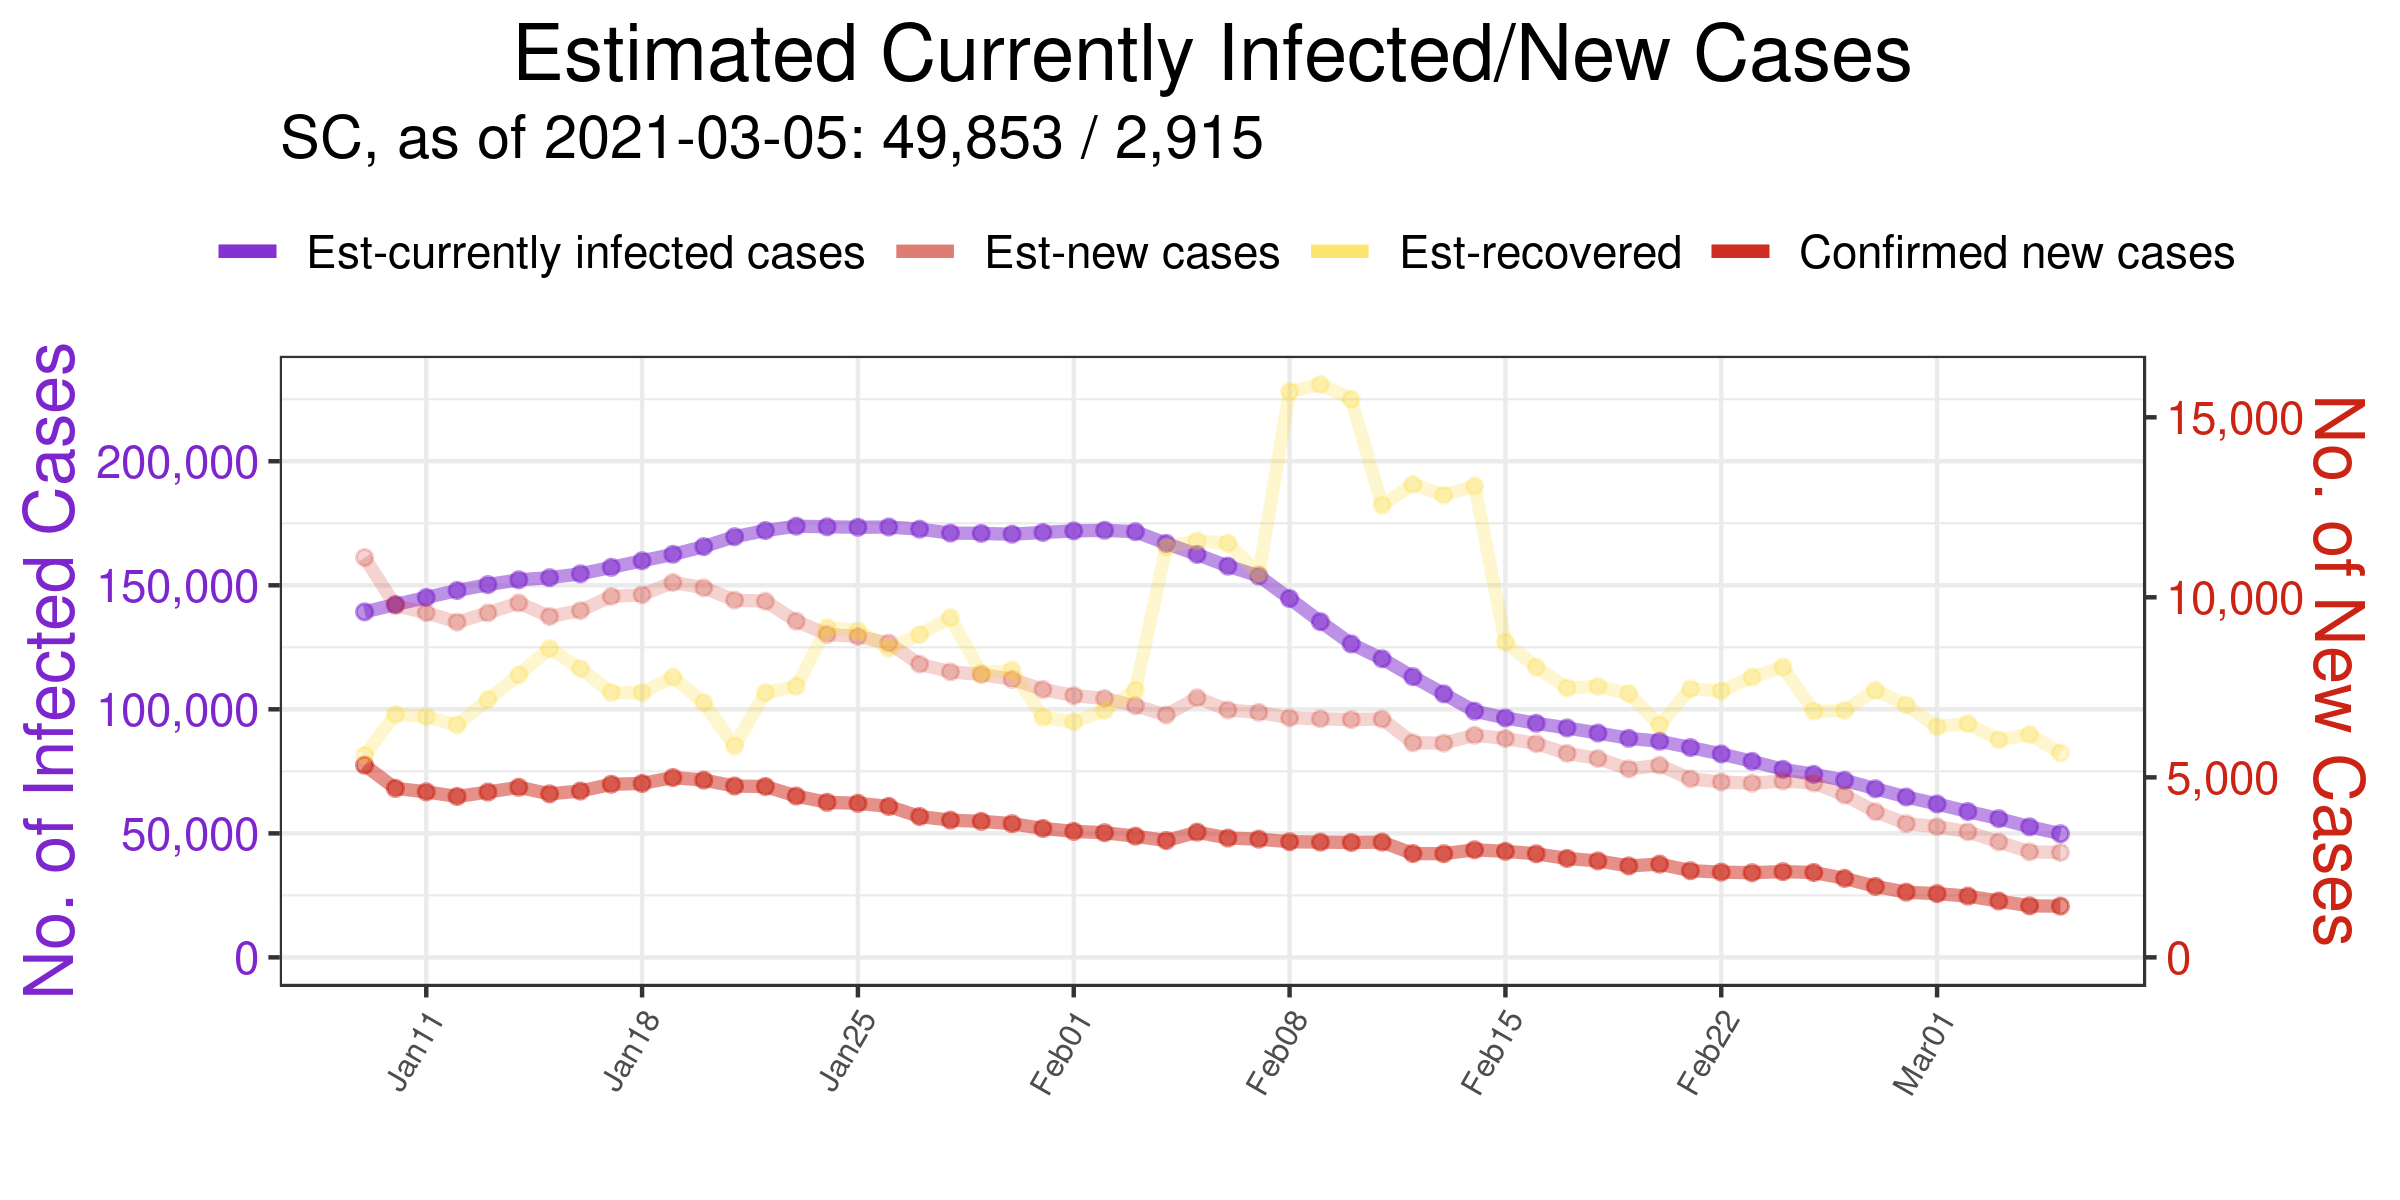 Estimated Currently Infected/New Cases
SC, as of 2021-03-05: 49,853 / 2,915
Est-currently infected cases Est-new cases Est-recovered Confirmed new cases
No. of Infected Cases
200,000
150,000
100,000
50,000
0
15,000
10,000
5,000
0
No. of New Cases
Jan11 Jan18 Jan25 Feb01 Feb08 Feb15 Feb22 Mar01